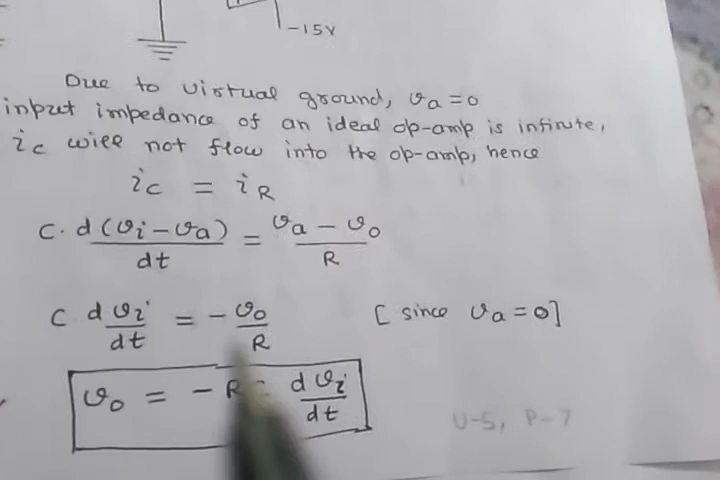 -15V
Due to virtual ground, va = 0
input impedance of an ideal op-amp is infinite,
ic will not flow into the op-amp, hence
ic = iR
C. d(vi - va)/dt = va - vo/R
C dvi/dt = - vo/R [since va = 0]
vo = - R dvi/dt
U-5, P-7